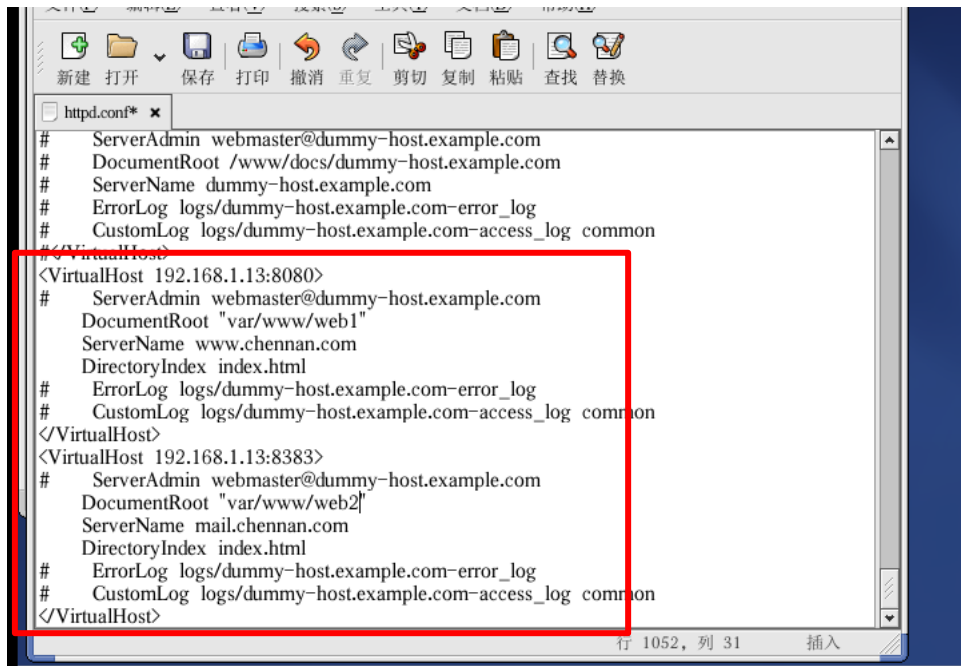 新建 打开 保存 打印 撤消 重复 剪切 复制 粘贴 查找 替换
httpd.conf*
#    ServerAdmin webmaster@dummy-host.example.com
#    DocumentRoot /www/docs/dummy-host.example.com
#    ServerName dummy-host.example.com
#    ErrorLog logs/dummy-host.example.com-error_log
#    CustomLog logs/dummy-host.example.com-access_log common
#</VirtualHost>
<VirtualHost 192.168.1.13:8080>
#    ServerAdmin webmaster@dummy-host.example.com
    DocumentRoot "var/www/web1"
    ServerName www.chennan.com
    DirectoryIndex index.html
#    ErrorLog logs/dummy-host.example.com-error_log
#    CustomLog logs/dummy-host.example.com-access_log common
</VirtualHost>
<VirtualHost 192.168.1.13:8383>
#    ServerAdmin webmaster@dummy-host.example.com
    DocumentRoot "var/www/web2"
    ServerName mail.chennan.com
    DirectoryIndex index.html
#    ErrorLog logs/dummy-host.example.com-error_log
#    CustomLog logs/dummy-host.example.com-access_log common
</VirtualHost>
行 1052, 列 31 插入